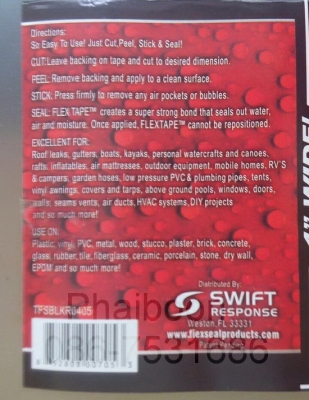 Directions:
So Easy To Use! Just Cut,Peel, Stick & Seal!
CUT: Leave backing on tape and cut to desired dimension.
PEEL: Remove backing and apply to a clean surface.
STICK: Press firmly to remove any air pockets or bubbles.
SEAL: FLEX TAPE™ creates a super strong bond that seals out water,
air and moisture. Once applied, FLEXTAPE™ cannot be repositioned.
EXCELLENT FOR:
Roof leaks, gutters, boats, kayaks, personal watercrafts and canoes,
rafts, inflatables, air mattresses, outdoor equipment, mobile homes, RV'S
& campers, garden hoses, low pressure PVC & plumbing pipes, tents,
vinyl awnings, covers and tarps, above ground pools, windows, doors,
walls, seams vents, air ducts, HVAC systems, DIY projects
and so much more!
USE ON:
Plastic, vinyl, PVC, metal, wood, stucco, plaster, brick, concrete,
glass, rubber, tile, fiberglass, ceramic, porcelain, stone, dry wall,
EPDM and so much more!
TFSBLKR0405
Distributed By:
SWIFT
RESPONSE
Weston, FL 33331
www.flexsealproducts.com
Patent Pending
4" WIDE